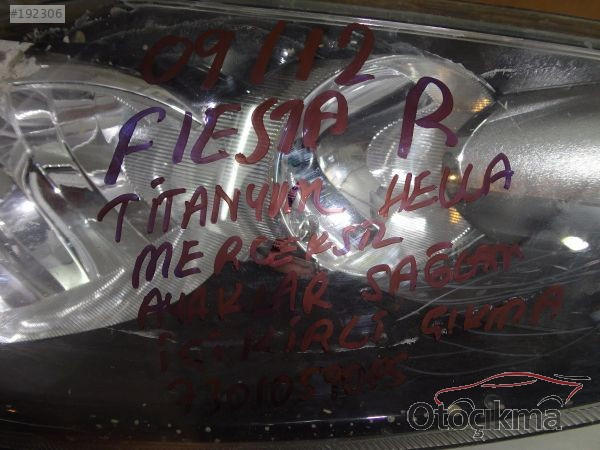 #192306
09/12
FIESTA R
TİTANYUM HELLA
MERCEKSİZ
AYAKLAR SAĞLAM
İÇİ KİRLİ ÇIKMA
Otoçıkma